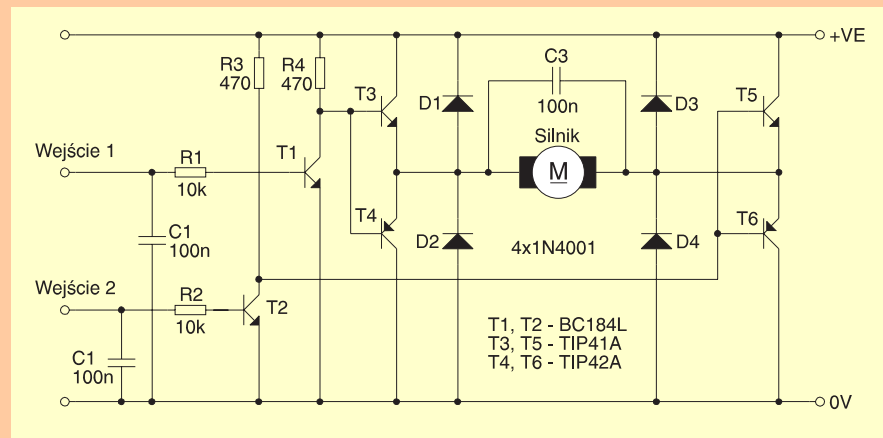 +VE
R3
470
R4
470
T3
D1
C3
100n
D3
T5
Silnik
M
Wejście 1
R1
10k
T1
T4
D2
4x1N4001
D4
T6
C1
100n
Wejście 2
R2
10k
T2
C1
100n
T1, T2 - BC184L
T3, T5 - TIP41A
T4, T6 - TIP42A
0V